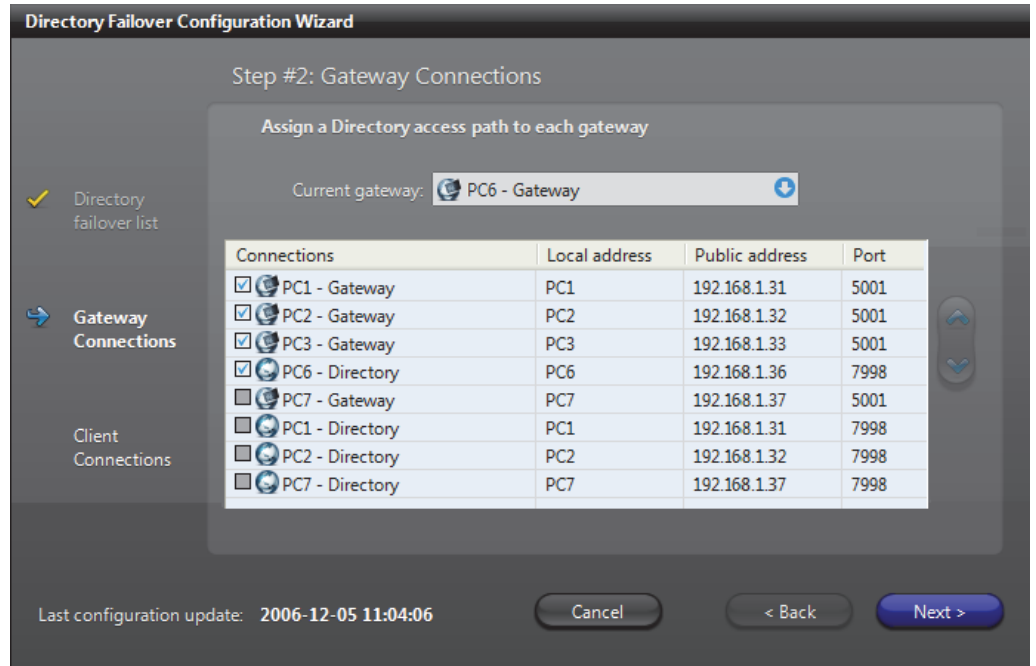 Directory Failover Configuration Wizard
Step #2: Gateway Connections
Assign a Directory access path to each gateway
Current gateway: PC6 - Gateway
Directory
failover list
Gateway
Connections
Client
Connections
Connections Local address Public address Port
PC1 - Gateway PC1 192.168.1.31 5001
PC2 - Gateway PC2 192.168.1.32 5001
PC3 - Gateway PC3 192.168.1.33 5001
PC6 - Directory PC6 192.168.1.36 7998
PC7 - Gateway PC7 192.168.1.37 5001
PC1 - Directory PC1 192.168.1.31 7998
PC2 - Directory PC2 192.168.1.32 7998
PC7 - Directory PC7 192.168.1.37 7998
Last configuration update: 2006-12-05 11:04:06
Cancel < Back Next >